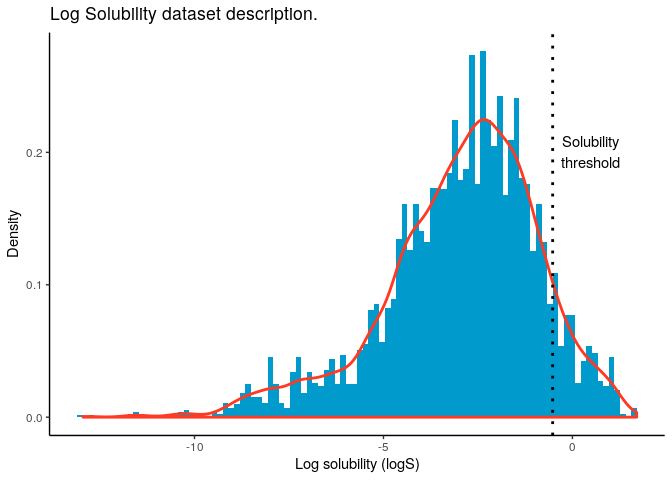 Log Solubility dataset description.
Solubility
threshold
0.2
0.1
0.0
Density
-10
-5
0
Log solubility (logS)